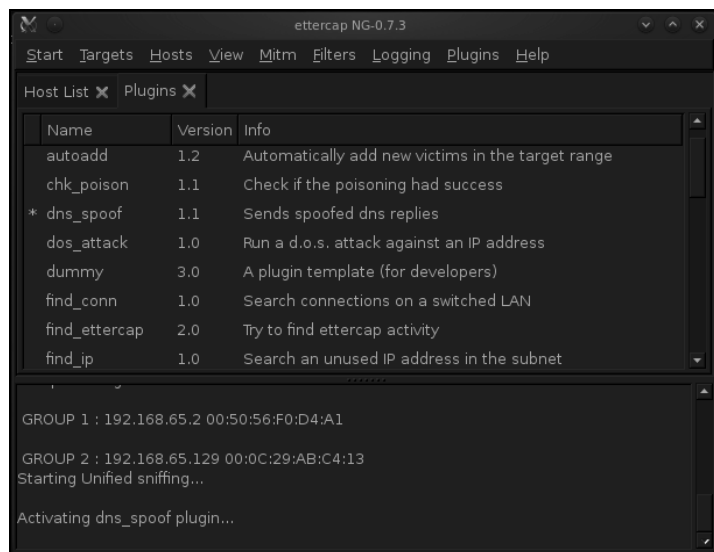 ettercap NG-0.7.3
Start Targets Hosts View Mitm Filters Logging Plugins Help
Host List Plugins
Name Version Info
autoadd 1.2 Automatically add new victims in the target range
chk_poison 1.1 Check if the poisoning had success
* dns_spoof 1.1 Sends spoofed dns replies
dos_attack 1.0 Run a d.o.s. attack against an IP address
dummy 3.0 A plugin template (for developers)
find_conn 1.0 Search connections on a switched LAN
find_ettercap 2.0 Try to find ettercap activity
find_ip 1.0 Search an unused IP address in the subnet
GROUP 1 : 192.168.65.2 00:50:56:F0:D4:A1
GROUP 2 : 192.168.65.129 00:0C:29:AB:C4:13
Starting Unified sniffing...
Activating dns_spoof plugin...